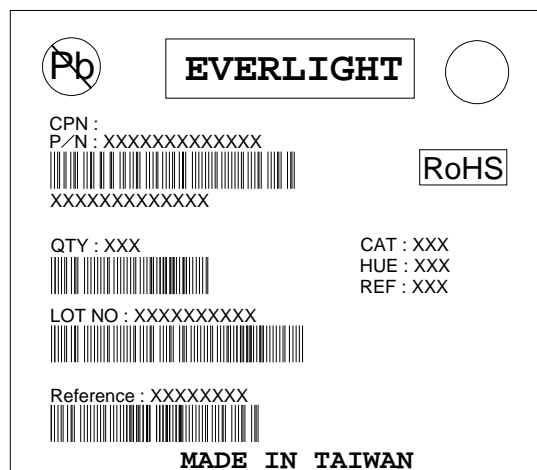 Pb
EVERLIGHT
CPN :
P/N : XXXXXXXXXXXXX
RoHS
XXXXXXXXXXXXX
QTY : XXX
CAT : XXX
HUE : XXX
REF : XXX
LOT NO : XXXXXXXXXX
Reference : XXXXXXXX
MADE IN TAIWAN